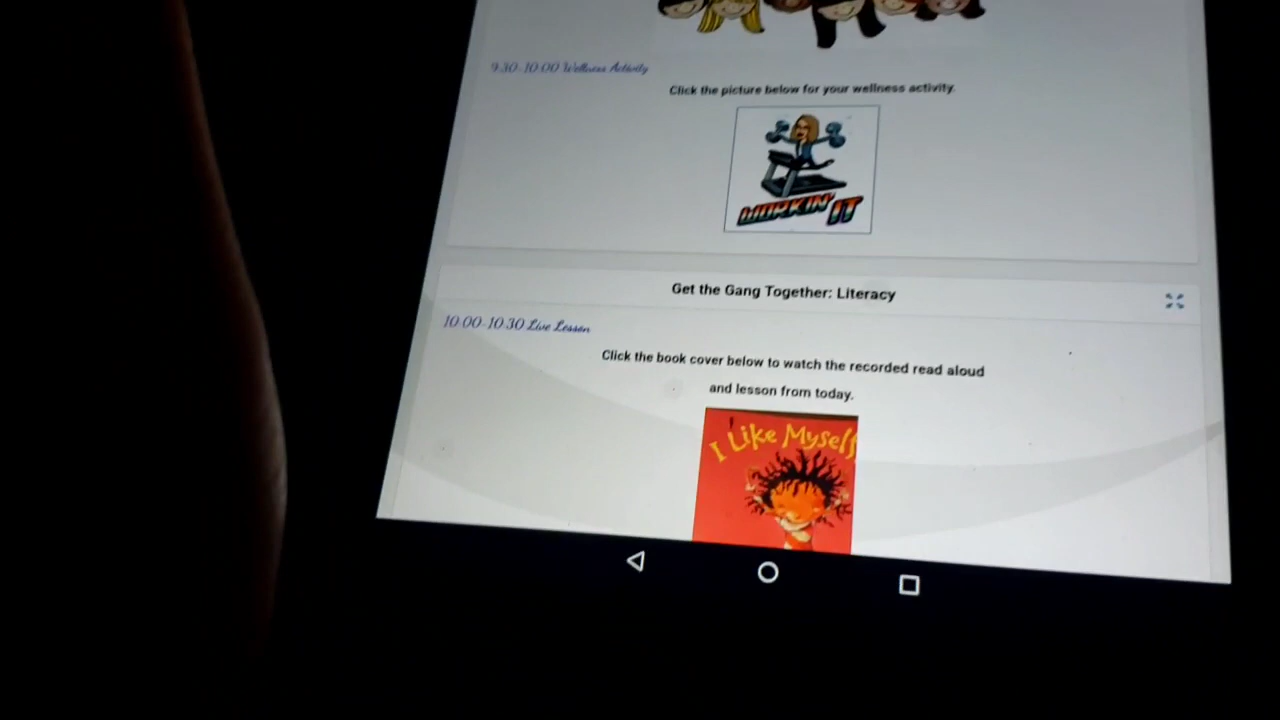 9:30-10:00 Wellness Activity
Click the picture below for your wellness activity.
WORKIN' IT
Get the Gang Together: Literacy
10:00-10:30 Live Lesson
Click the book cover below to watch the recorded read aloud
and lesson from today.
I Like Myself